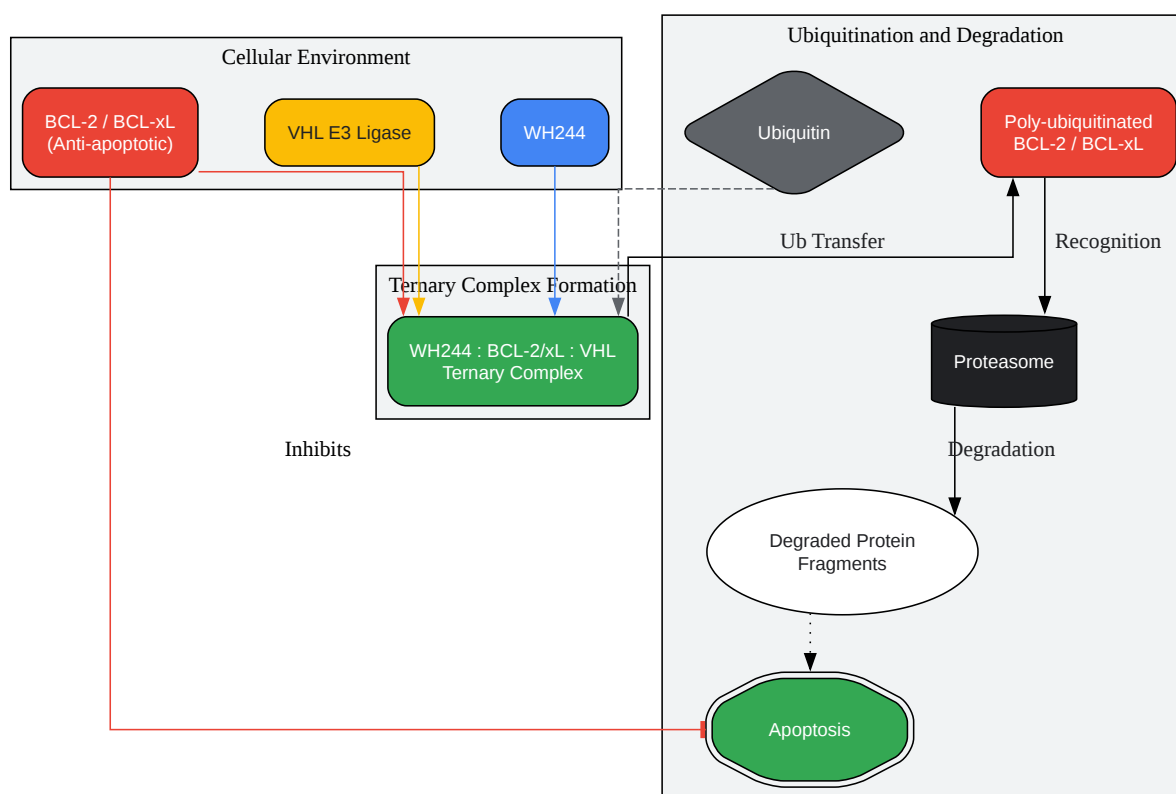 Cellular Environment
BCL-2 / BCL-xL
(Anti-apoptotic)
VHL E3 Ligase
WH244
Ternary Complex Formation
WH244 : BCL-2/xL : VHL
Ternary Complex
Inhibits
Ubiquitination and Degradation
Ubiquitin
Poly-ubiquitinated
BCL-2 / BCL-xL
Ub Transfer
Recognition
Proteasome
Degradation
Degraded Protein
Fragments
Apoptosis